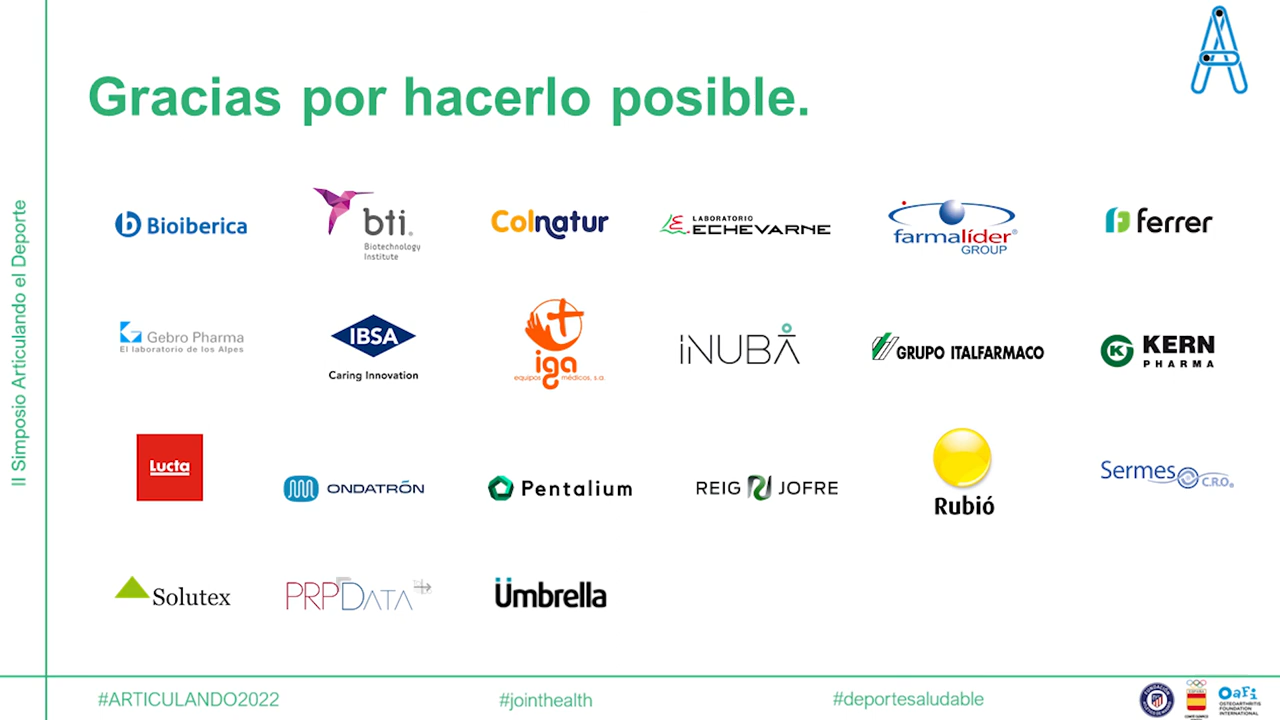 Gracias por hacerlo posible.
II Simposio Articulando el Deporte
Bioiberica
bti.
Biotechnology
Institute
Colnatur
LABORATORIO
ECHEVARNE
farmalíder®
GROUP
ferrer
Gebro Pharma
El laboratorio de los Alpes
IBSA
Caring Innovation
iga
equipos médicos, s.a.
iNUBA
GRUPO ITALFARMACO
KERN
PHARMA
Lucta
ONDATRÓN
Pentalium
REIG JOFRE
Rubió
Sermes C.R.O.®
Solutex
PRPDATA
Ümbrella
#ARTICULANDO2022
#jointhealth
#deportesaludable
ESPAÑA
oafi
OSTEOARTHRITIS
FOUNDATION
INTERNATIONAL